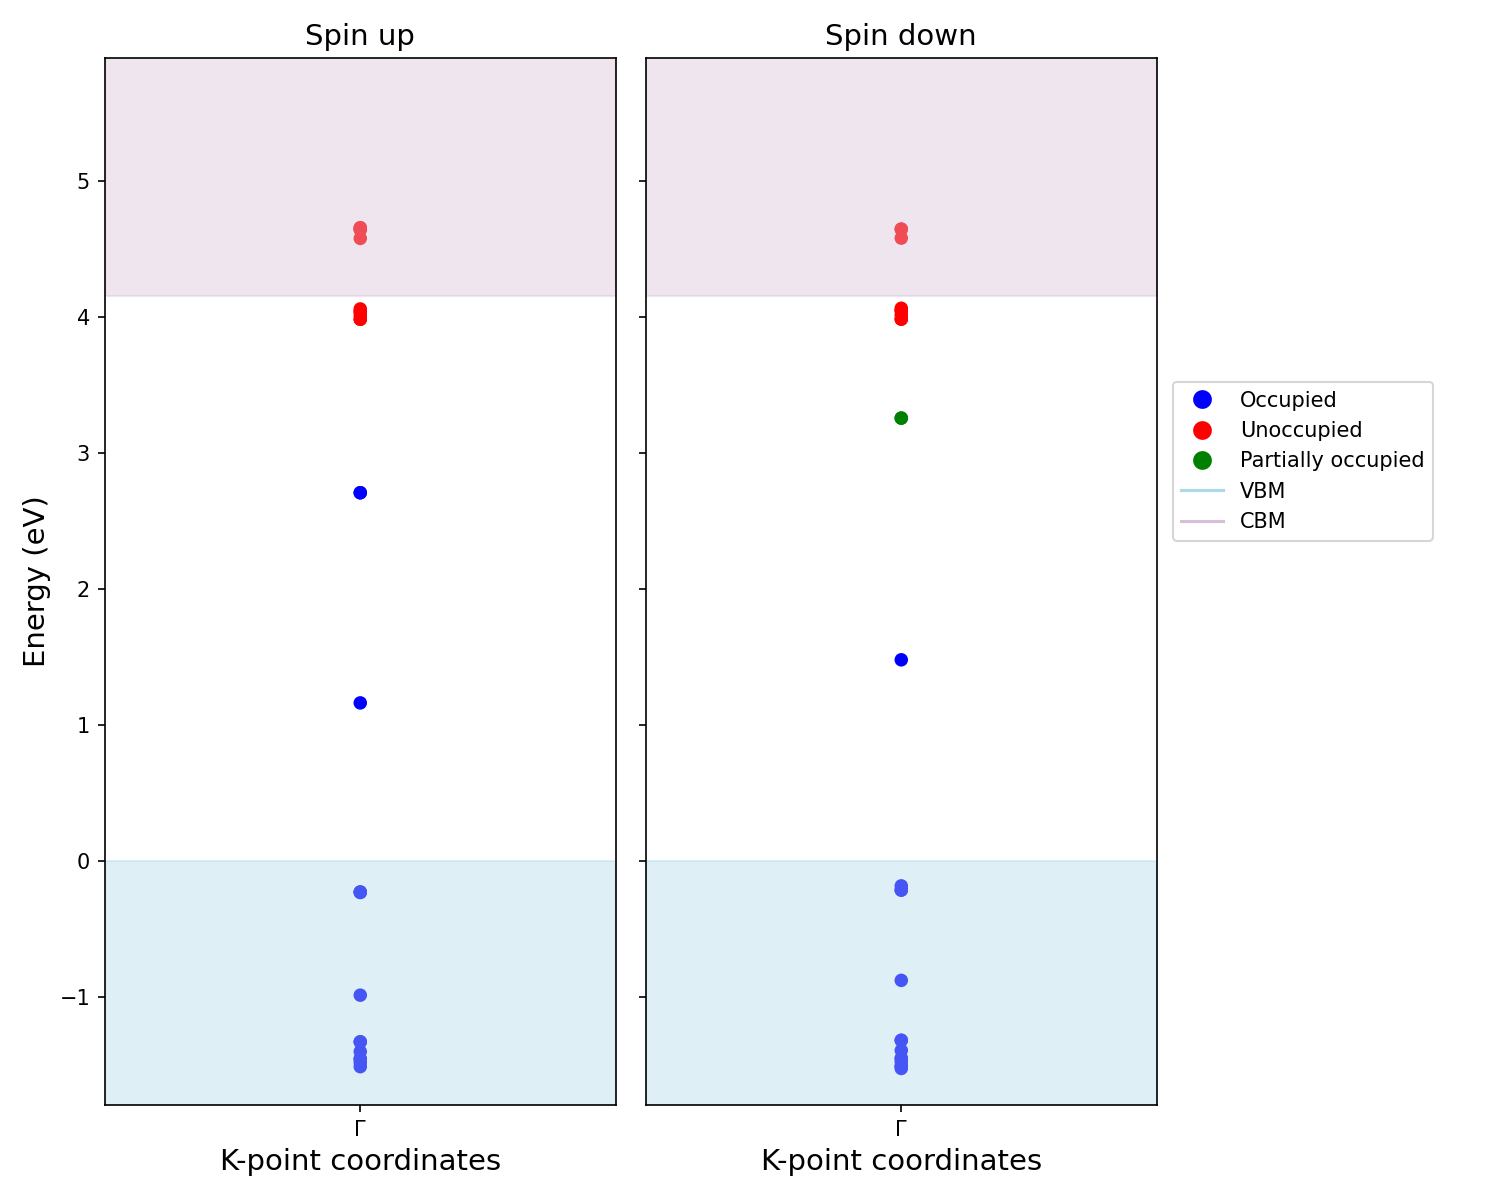 Spin up
Spin down
Energy (eV)
5
4
3
2
1
0
−1
Γ
Γ
K-point coordinates
K-point coordinates
Occupied
Unoccupied
Partially occupied
VBM
CBM